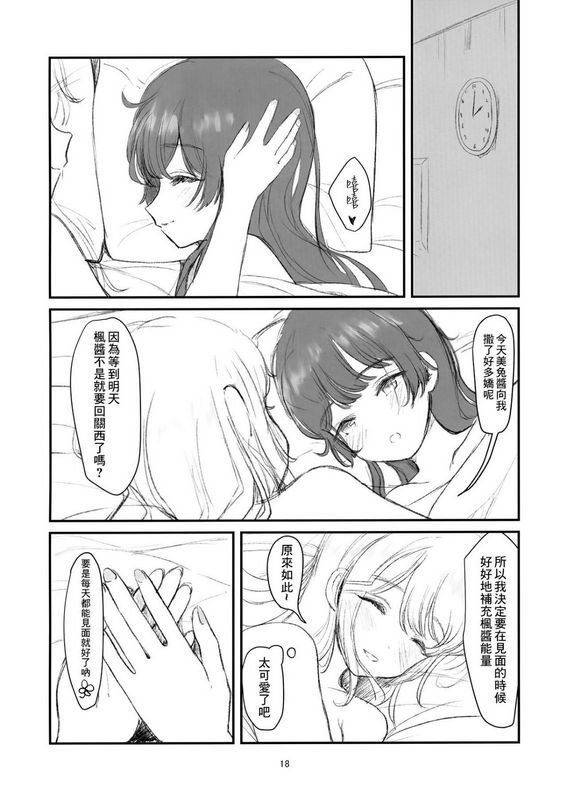 嘻嘻
♥
今天美兔醬向我
撒了好多嬌呢
因為等到明天
楓醬不是就要回關西了嗎？
所以我決定要在見面的時候
好好地補充楓醬能量
原來如此~
太可愛了吧
要是每天都能見面就好了吶
18